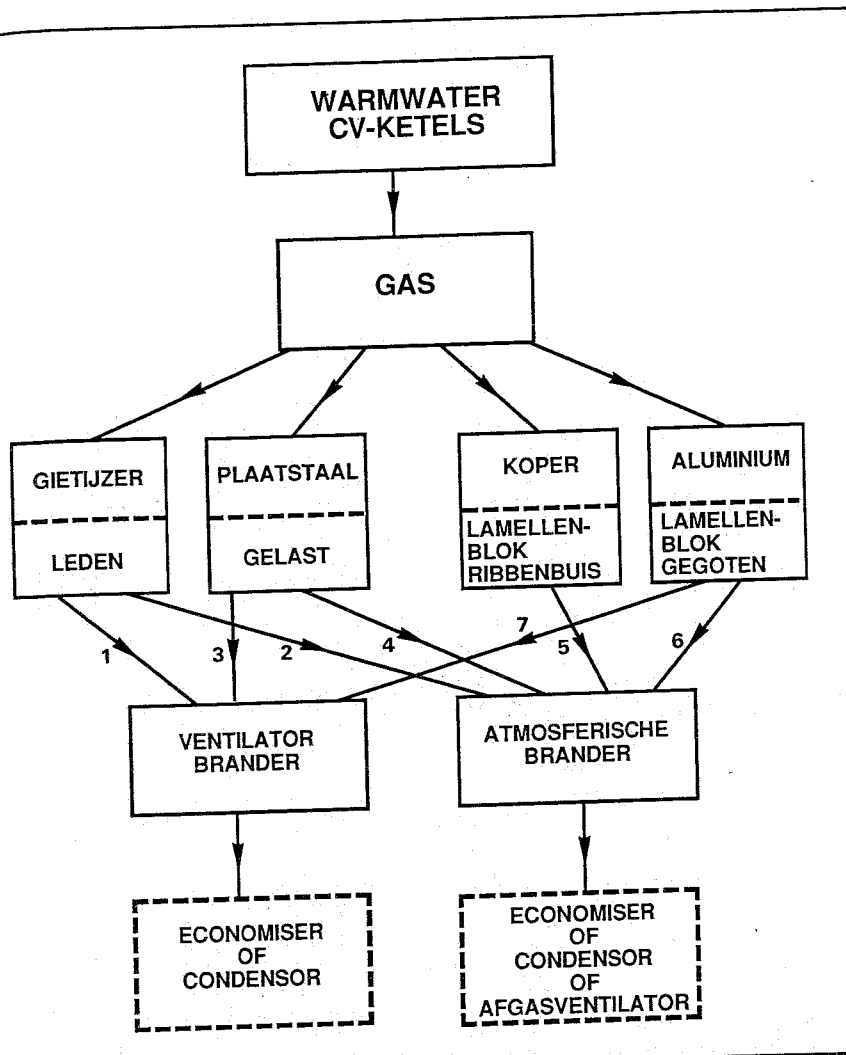 WARMWATER
CV-KETELS
GAS
GIETIJZER
LEDEN
PLAATSTAAL
GELAST
KOPER
LAMELLEN-
BLOK
RIBBENBUIS
ALUMINIUM
LAMELLEN-
BLOK
GEGOTEN
1
3
2
4
7
5
6
VENTILATOR
BRANDER
ATMOSFERISCHE
BRANDER
ECONOMISER
OF
CONDENSOR
ECONOMISER
OF
CONDENSOR
OF
AFGASVENTILATOR